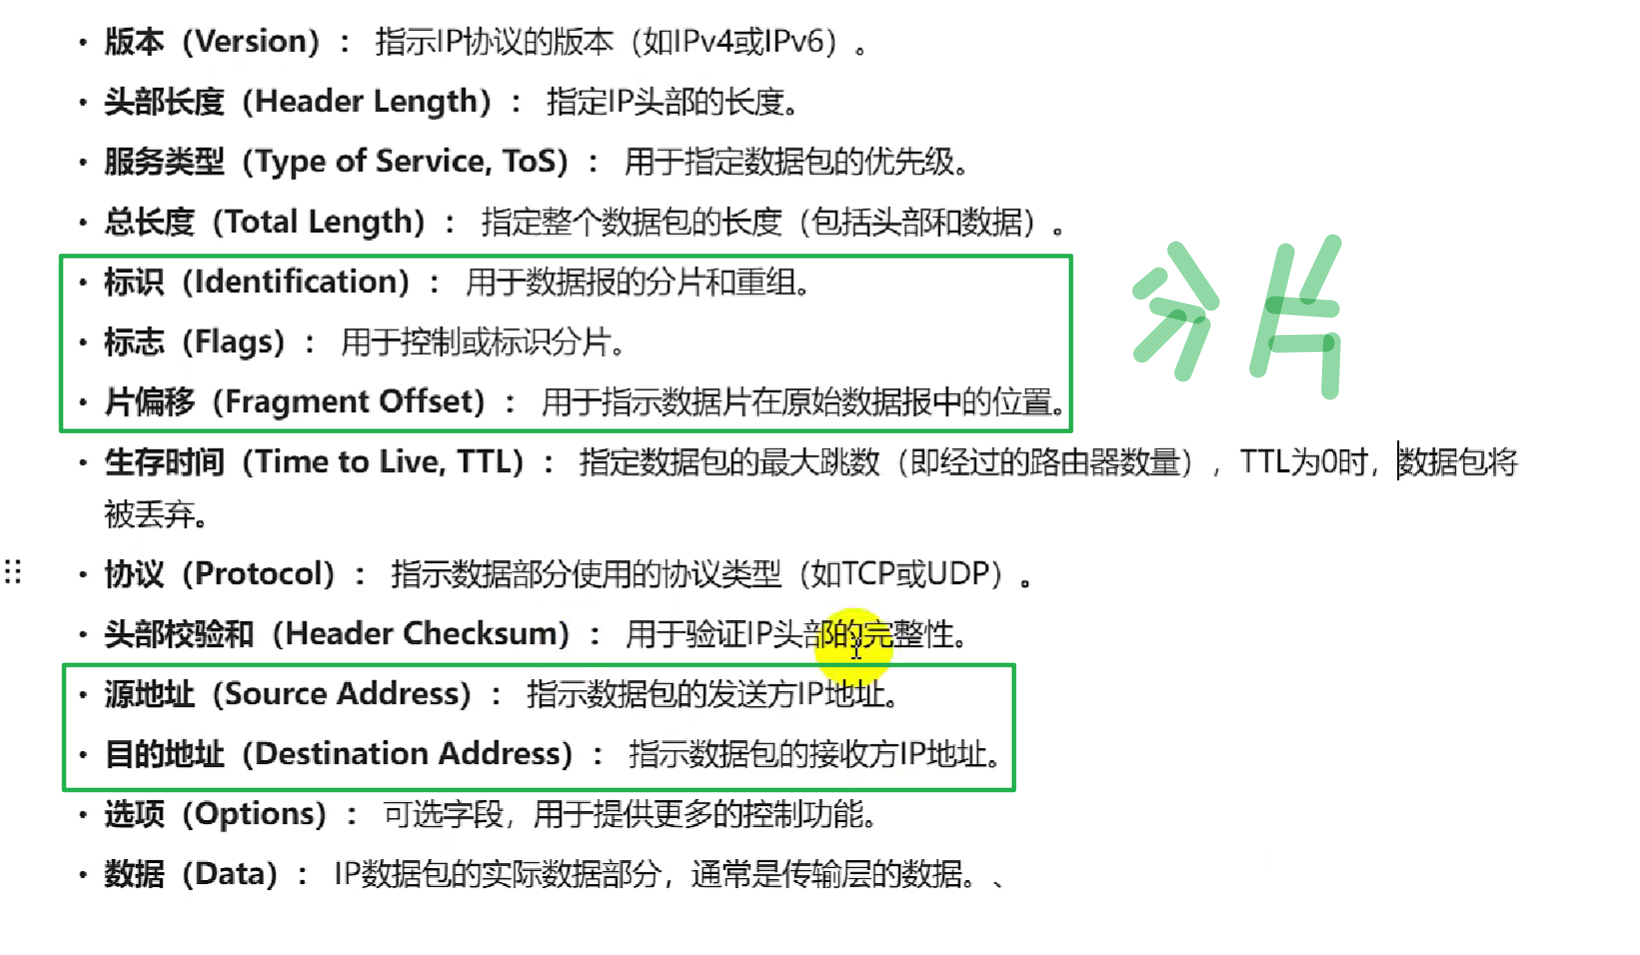 • 版本（Version）： 指示IP协议的版本（如IPv4或IPv6）。
• 头部长度（Header Length）： 指定IP头部的长度。
• 服务类型（Type of Service, ToS）： 用于指定数据包的优先级。
• 总长度（Total Length）： 指定整个数据包的长度（包括头部和数据）。
• 标识（Identification）： 用于数据报的分片和重组。
• 标志（Flags）： 用于控制或标识分片。
• 片偏移（Fragment Offset）： 用于指示数据片在原始数据报中的位置。
分片
• 生存时间（Time to Live, TTL）： 指定数据包的最大跳数（即经过的路由器数量），TTL为0时，数据包将
被丢弃。
• 协议（Protocol）： 指示数据部分使用的协议类型（如TCP或UDP）。
• 头部校验和（Header Checksum）： 用于验证IP头部的完整性。
• 源地址（Source Address）： 指示数据包的发送方IP地址。
• 目的地址（Destination Address）： 指示数据包的接收方IP地址。
• 选项（Options）： 可选字段，用于提供更多的控制功能。
• 数据（Data）： IP数据包的实际数据部分，通常是传输层的数据。、